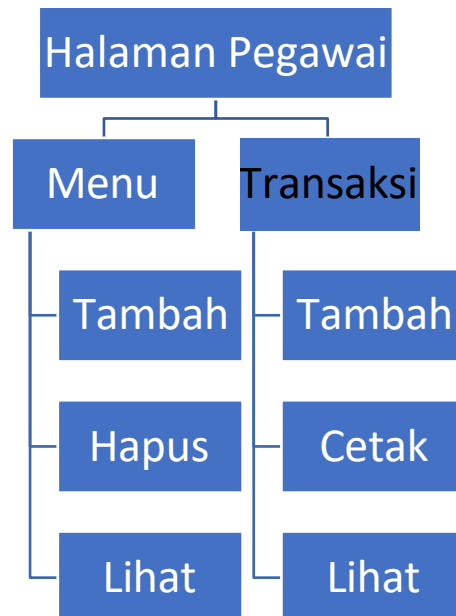 Halaman Pegawai
Menu
Transaksi
Tambah
Tambah
Hapus
Cetak
Lihat
Lihat